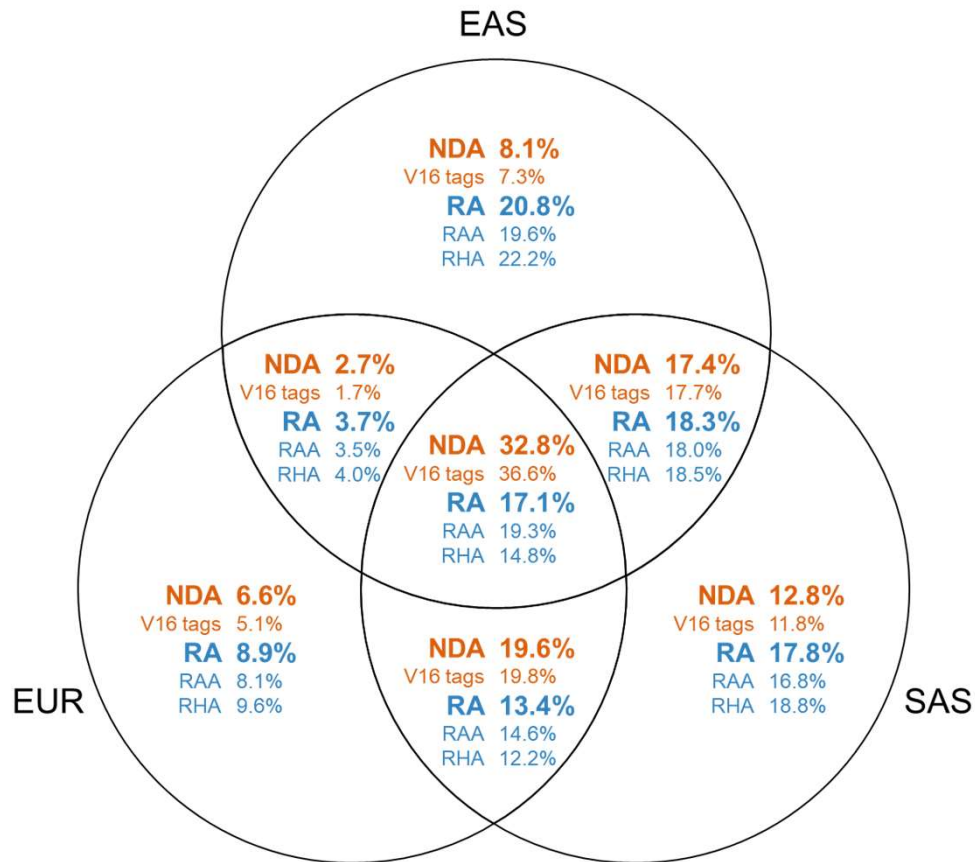 EAS
NDA 8.1%
V16 tags 7.3%
RA 20.8%
RAA 19.6%
RHA 22.2%
NDA 2.7%
V16 tags 1.7%
RA 3.7%
RAA 3.5%
RHA 4.0%
NDA 17.4%
V16 tags 17.7%
RA 18.3%
RAA 18.0%
RHA 18.5%
NDA 32.8%
V16 tags 36.6%
RA 17.1%
RAA 19.3%
RHA 14.8%
NDA 6.6%
V16 tags 5.1%
RA 8.9%
RAA 8.1%
RHA 9.6%
EUR
NDA 19.6%
V16 tags 19.8%
RA 13.4%
RAA 14.6%
RHA 12.2%
NDA 12.8%
V16 tags 11.8%
RA 17.8%
RAA 16.8%
RHA 18.8%
SAS